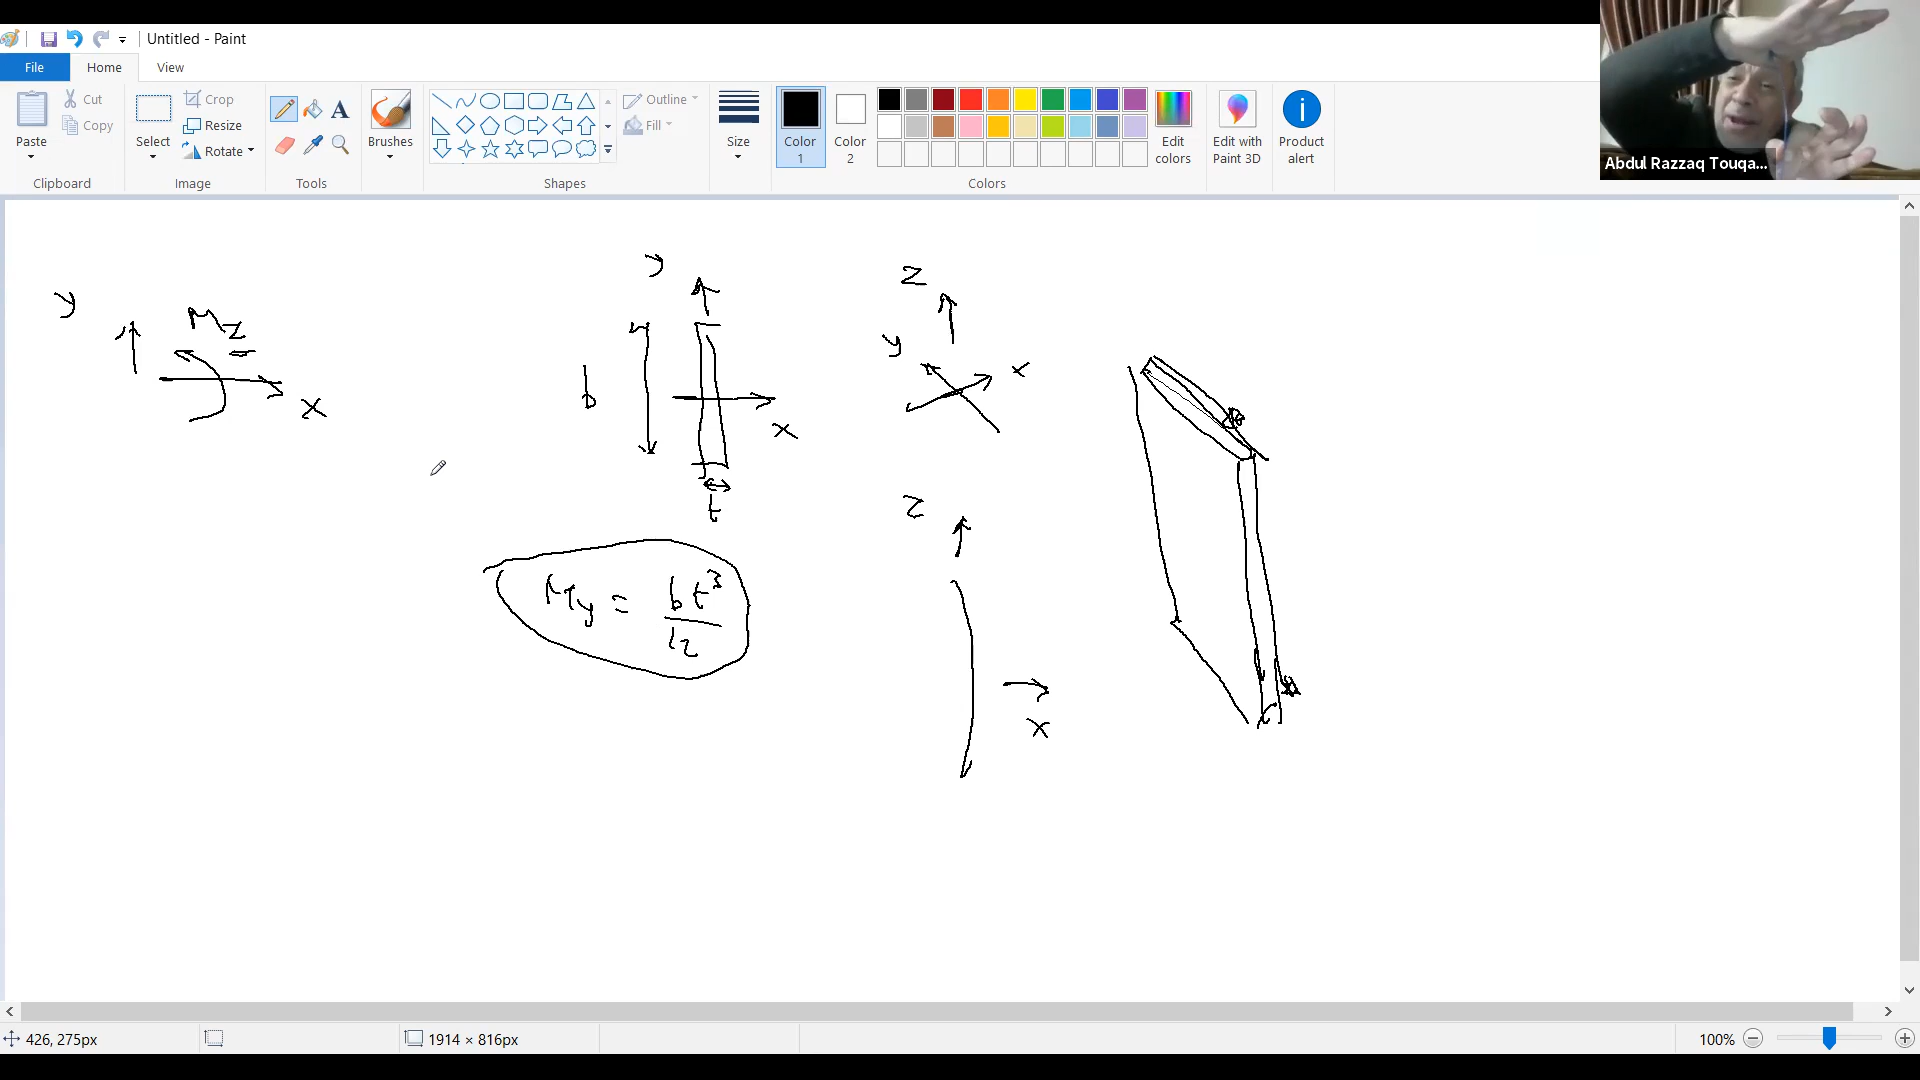 Untitled - Paint
File
Home
View
Paste
Cut
Copy
Clipboard
Select
Crop
Resize
Rotate
Image
A
Tools
Brushes
Outline
Fill
Shapes
Size
Color 1
Color 2
Edit colors
Colors
Edit with Paint 3D
Product alert
Abdul Razzaq Touqa...
y
Mz
x
y
b
x
t
My = bt³/12
z
y
x
z
x
426, 275px
1914 × 816px
100%